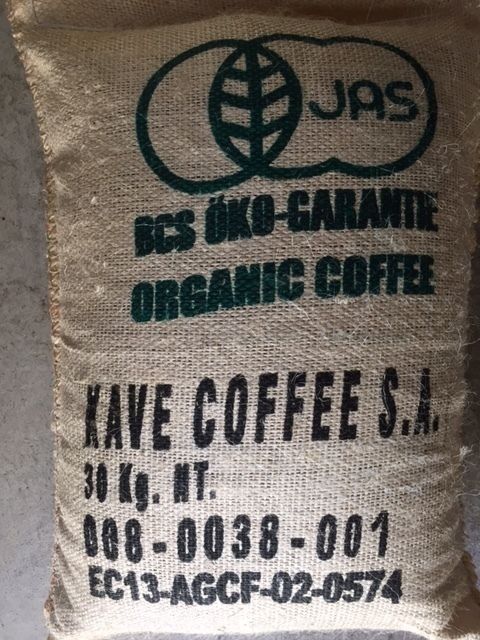 JAS
BCS ÖKO-GARANTIE
ORGANIC COFFEE
KAVE COFFEE S.A.
30 Kg. NT.
008-0038-001
EC13-AGCF-02-0574